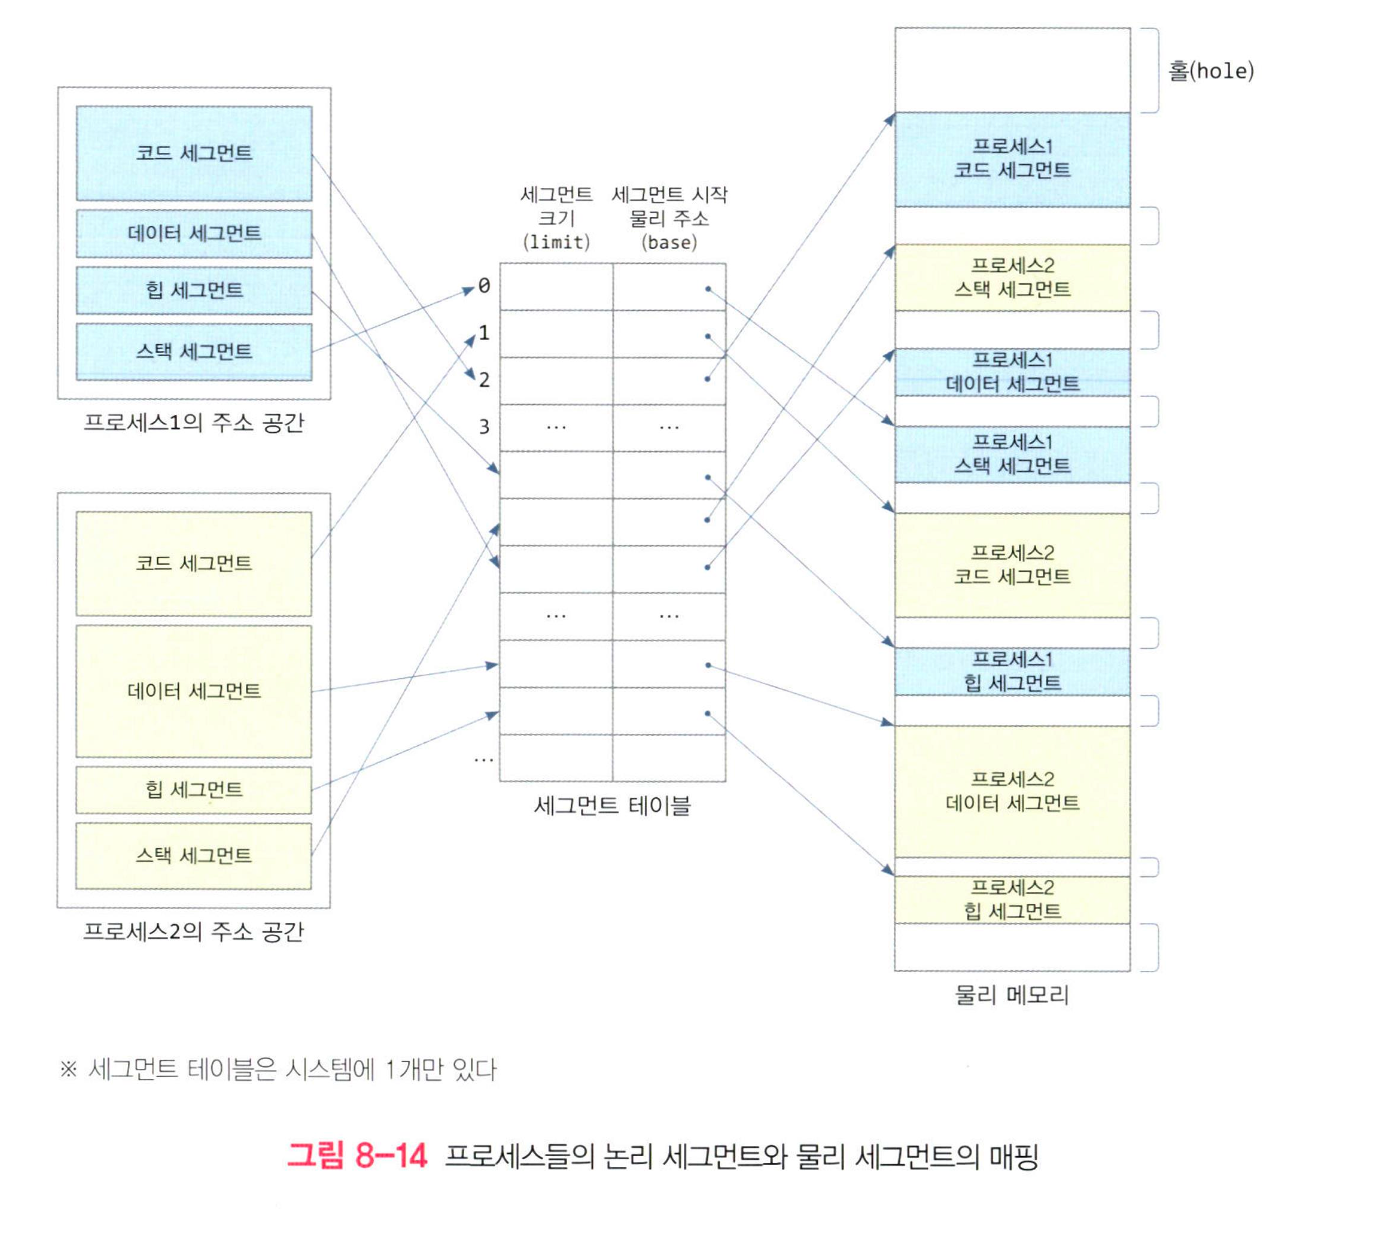 코드 세그먼트
데이터 세그먼트
힙 세그먼트
스택 세그먼트
프로세스1의 주소 공간
코드 세그먼트
데이터 세그먼트
힙 세그먼트
스택 세그먼트
프로세스2의 주소 공간
세그먼트
크기
(limit)
세그먼트 시작
물리 주소
(base)
0
1
2
3
... ...
... ...
...
세그먼트 테이블
홀(hole)
프로세스1
코드 세그먼트
프로세스2
스택 세그먼트
프로세스1
데이터 세그먼트
프로세스1
스택 세그먼트
프로세스2
코드 세그먼트
프로세스1
힙 세그먼트
프로세스2
데이터 세그먼트
프로세스2
힙 세그먼트
물리 메모리
※ 세그먼트 테이블은 시스템에 1개만 있다
그림 8-14 프로세스들의 논리 세그먼트와 물리 세그먼트의 매핑